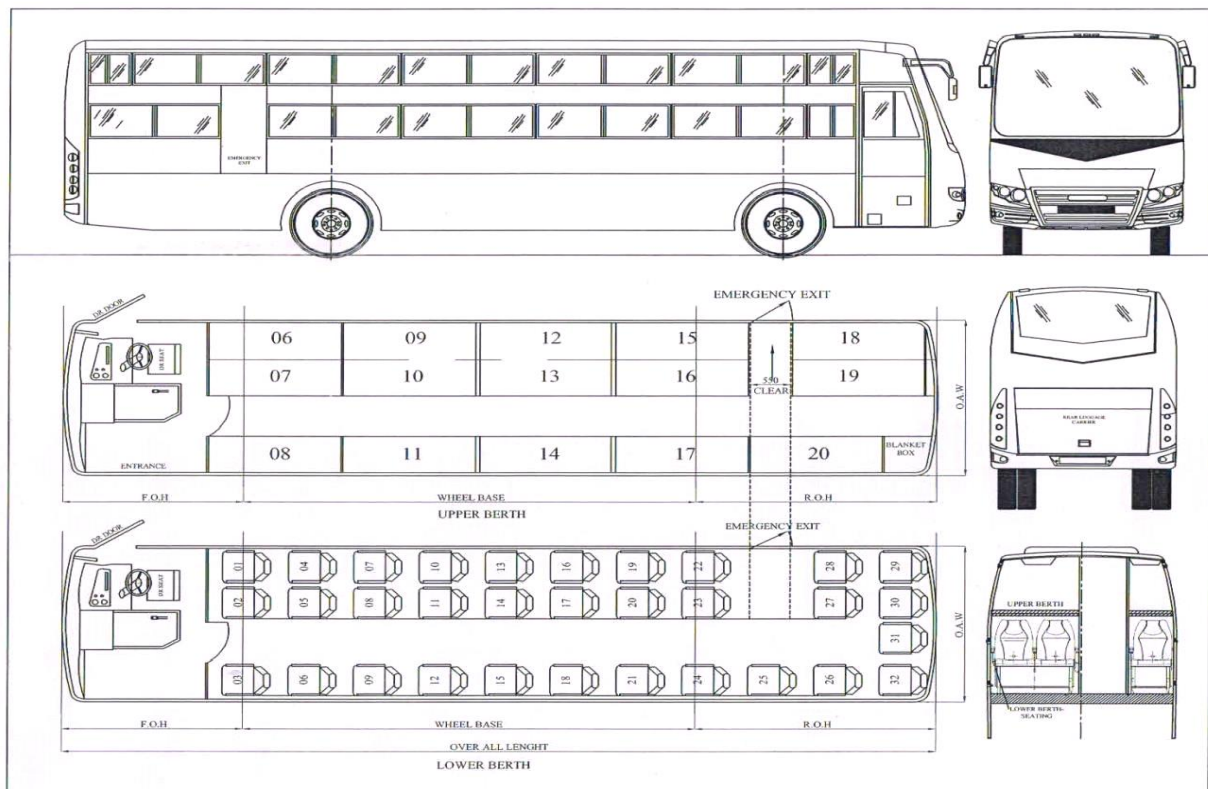 EMERGENCY
EXIT
EMERGENCY EXIT
DR DOOR
DR SEAT
06 09 12 15 18
07 10 13 16 19
550
CLEAR
08 11 14 17 20
BLANKET
BOX
ENTRANCE
O.A.W
F.O.H WHEEL BASE R.O.H
UPPER BERTH
REAR LUGGAGE
CARRIER
EMERGENCY EXIT
DR DOOR
DR SEAT
01 04 07 10 13 16 19 22 28 29
02 05 08 11 14 17 20 23 27 30
31
03 06 09 12 15 18 21 24 25 26 32
O.A.W
F.O.H WHEEL BASE R.O.H
OVER ALL LENGHT
LOWER BERTH
UPPER BERTH
LOWER BERTH-
SEATING